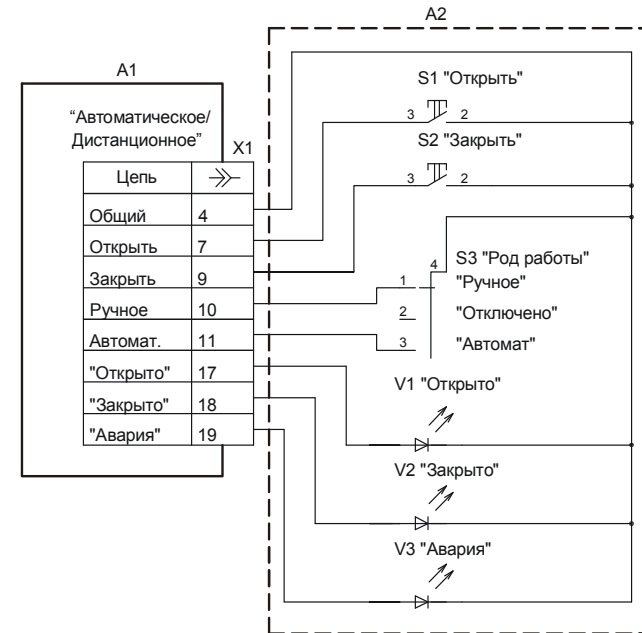 A2
A1
S1 "Открыть"
“Автоматическое/
Дистанционное”
X1
3 2
S2 "Закрыть"
Цепь
3 2
Общий 4
Открыть 7
Закрыть 9
Ручное 10
Автомат. 11
"Открыто" 17
"Закрыто" 18
"Авария" 19
4
S3 "Род работы"
1 "Ручное"
2 "Отключено"
3 "Автомат"
V1 "Открыто"
V2 "Закрыто"
V3 "Авария"